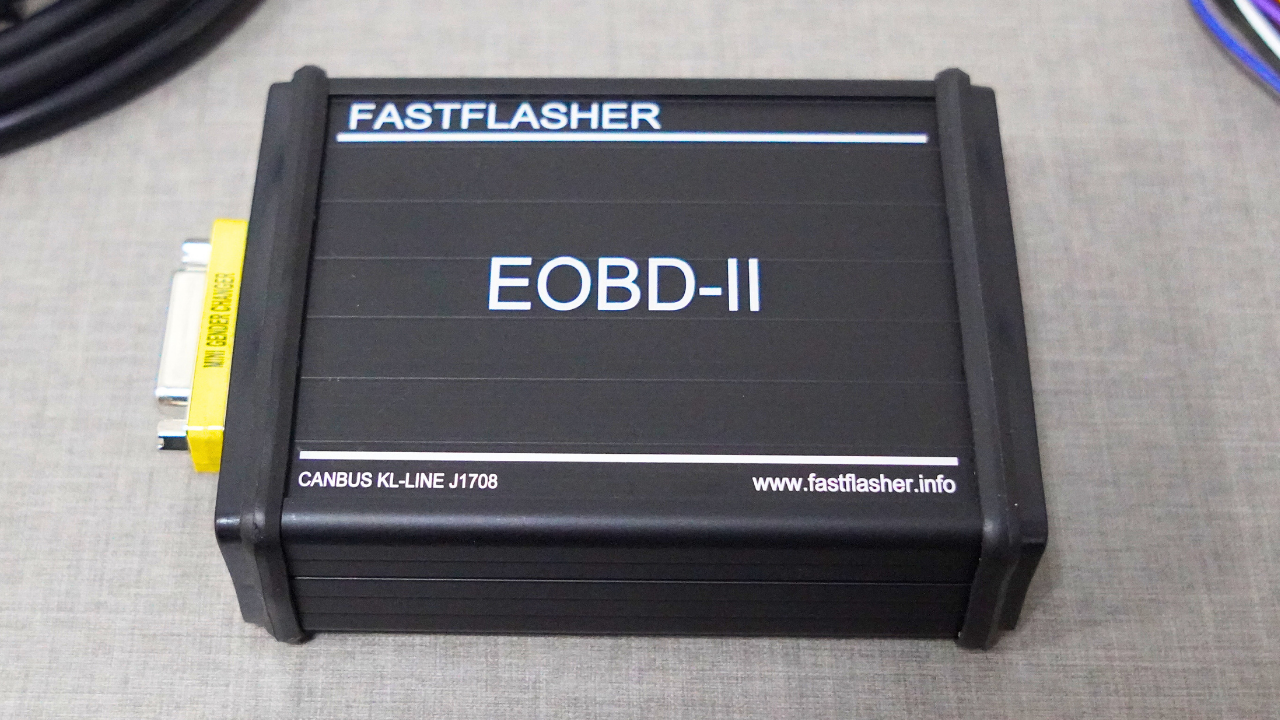 FASTFLASHER
EOBD-II
MINI GENDER CHANGER
CANBUS KL-LINE J1708
www.fastflasher.info